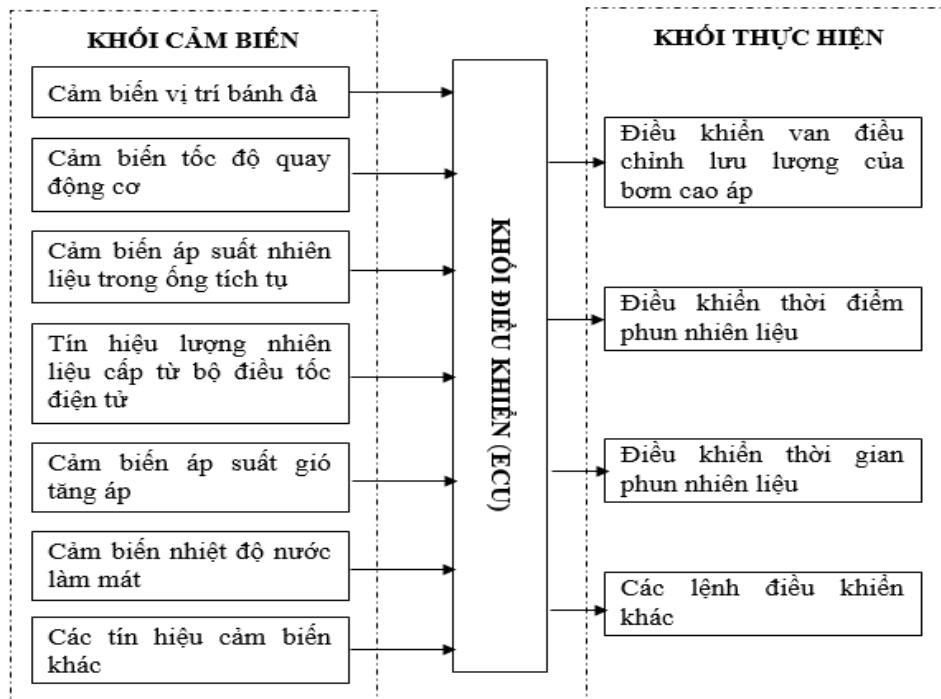 KHỐI CẢM BIẾN
Cảm biến vị trí bánh đà
Cảm biến tốc độ quay
động cơ
Cảm biến áp suất nhiên
liệu trong ống tích tụ
Tín hiệu lượng nhiên
liệu cấp từ bộ điều tốc
điện tử
Cảm biến áp suất gió
tăng áp
Cảm biến nhiệt độ nước
làm mát
Các tín hiệu cảm biến
khác
KHỐI ĐIỀU KHIỂN (ECU)
KHỐI THỰC HIỆN
Điều khiển van điều
chỉnh lưu lượng của
bơm cao áp
Điều khiển thời điểm
phun nhiên liệu
Điều khiển thời gian
phun nhiên liệu
Các lệnh điều khiển
khác